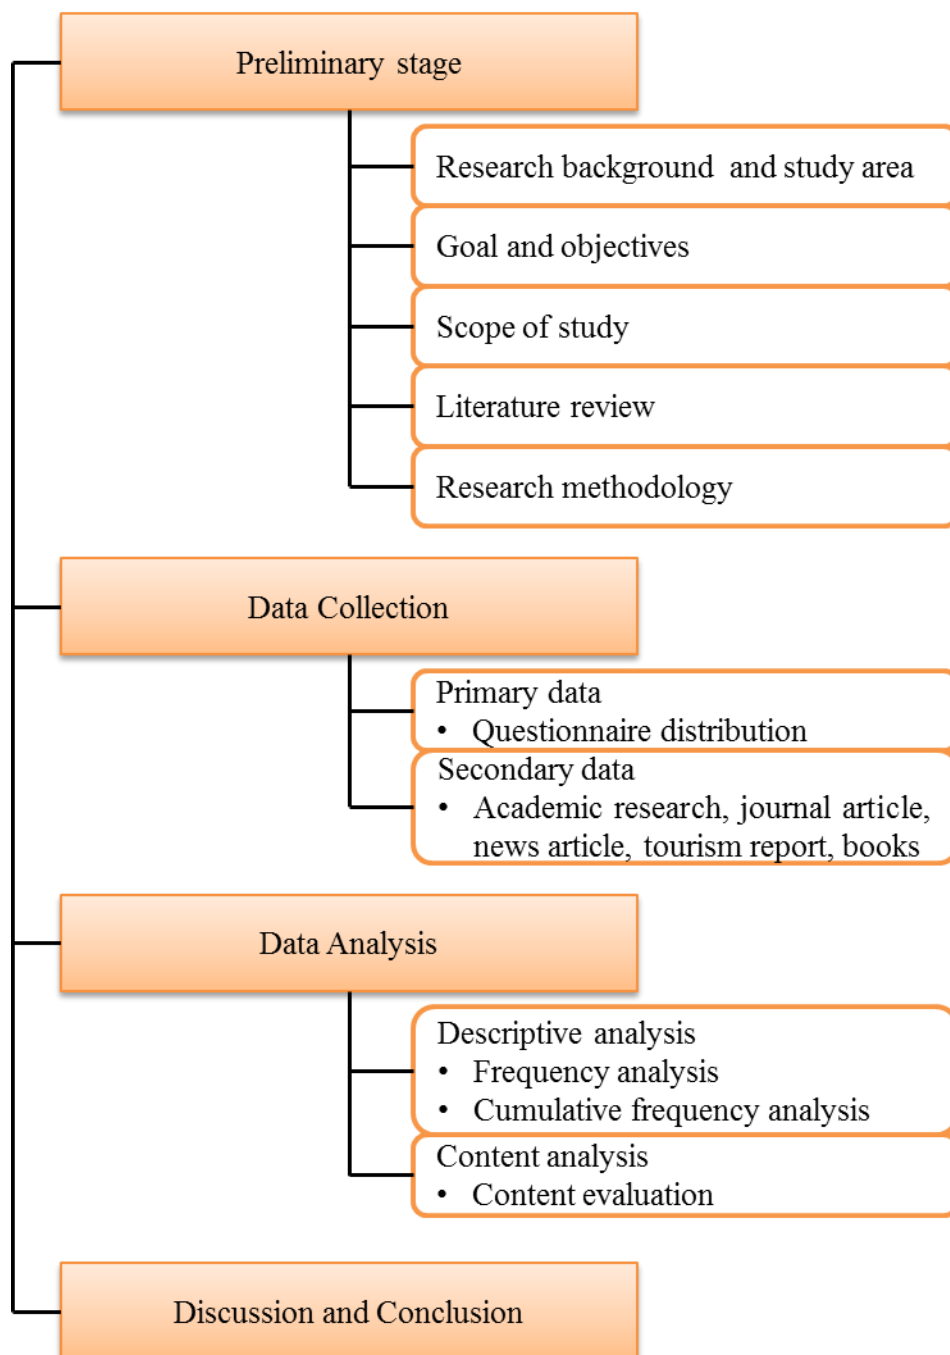 Preliminary stage
Research background and study area
Goal and objectives
Scope of study
Literature review
Research methodology
Data Collection
Primary data
• Questionnaire distribution
Secondary data
• Academic research, journal article,
news article, tourism report, books
Data Analysis
Descriptive analysis
• Frequency analysis
• Cumulative frequency analysis
Content analysis
• Content evaluation
Discussion and Conclusion